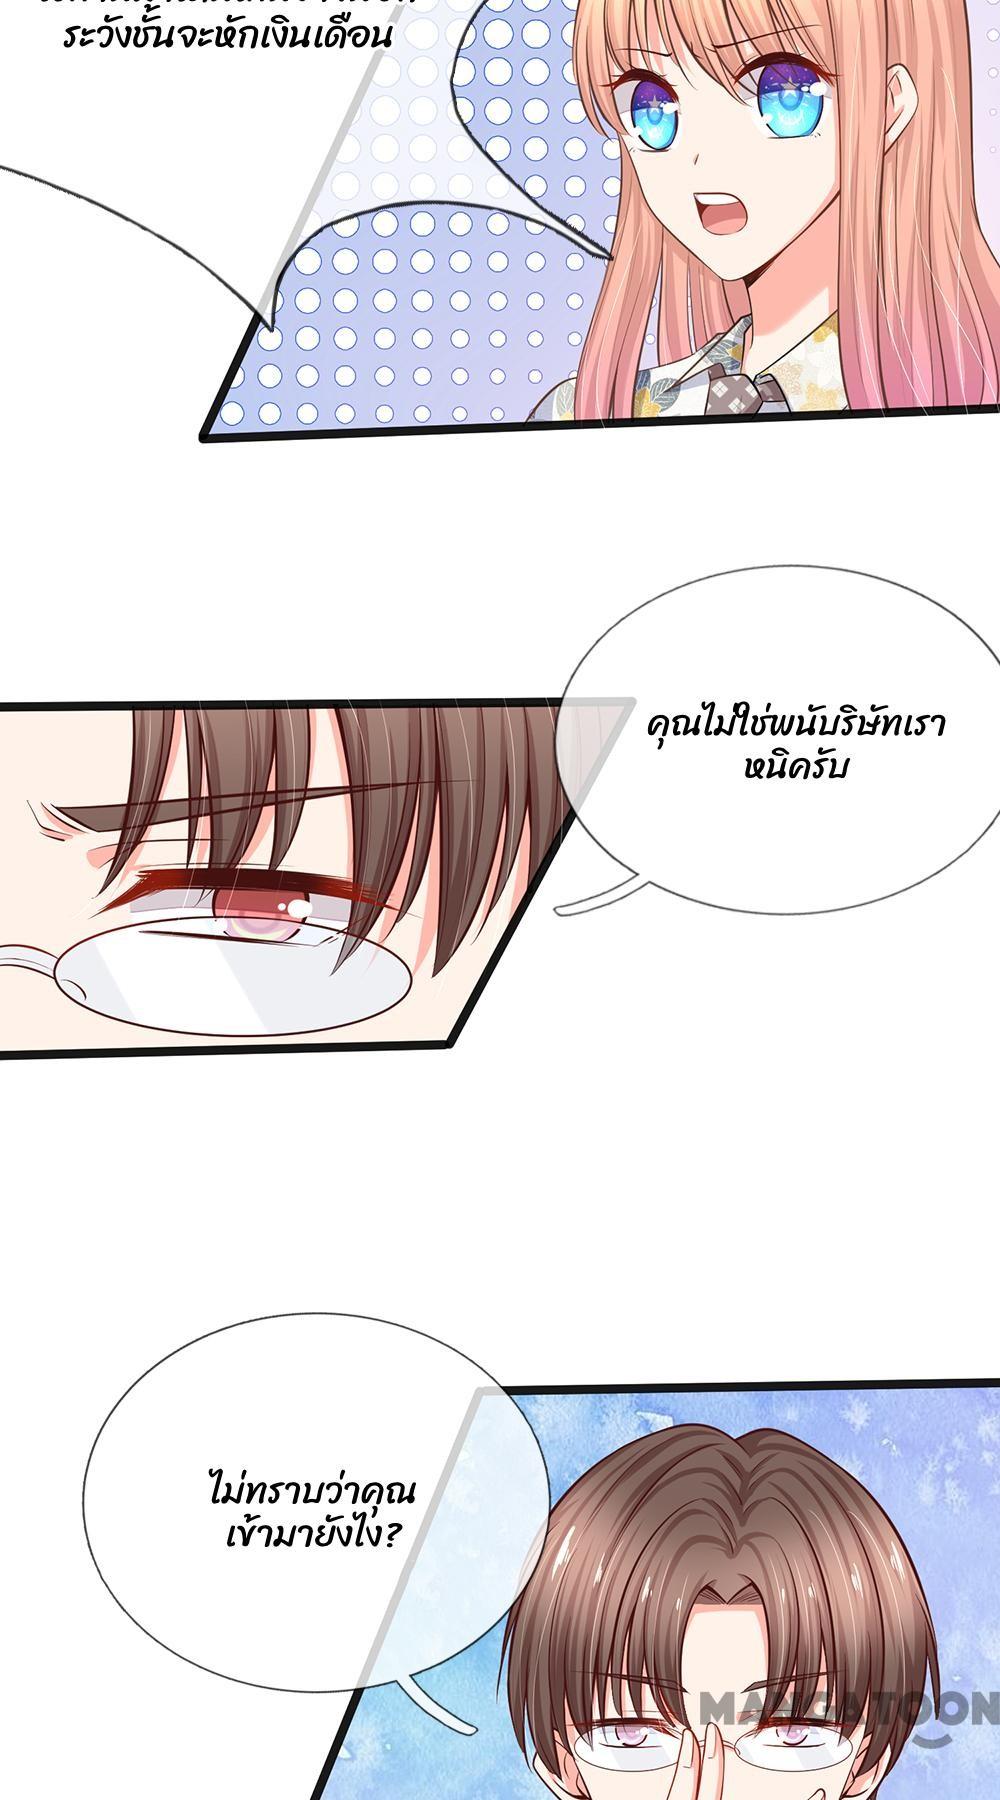 ระวังชั้นจะหักเงินเดือน
คุณไม่ใช่พนับริษัทเรา
หนิครับ
ไม่ทราบว่าคุณ
เข้ามายังไง?
MANGATOON